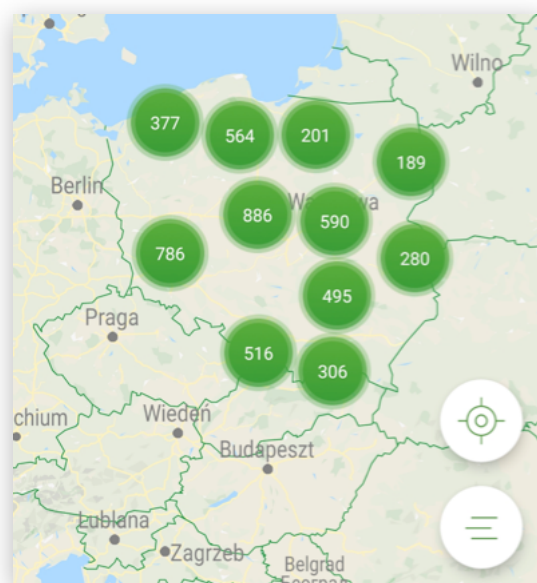 Wilno
377
564
201
189
Berlin
886
590
786
280
495
Praga
516
306
Wiedeń
Budapeszt
Lublana
Zagrzeb
Belgrad